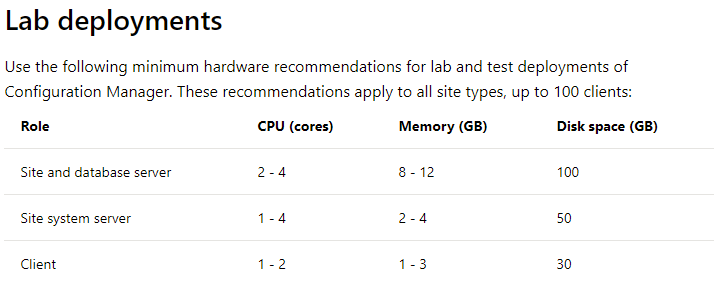 Lab deployments
Use the following minimum hardware recommendations for lab and test deployments of
Configuration Manager. These recommendations apply to all site types, up to 100 clients:
Role CPU (cores) Memory (GB) Disk space (GB)
Site and database server 2 - 4 8 - 12 100
Site system server 1 - 4 2 - 4 50
Client 1 - 2 1 - 3 30